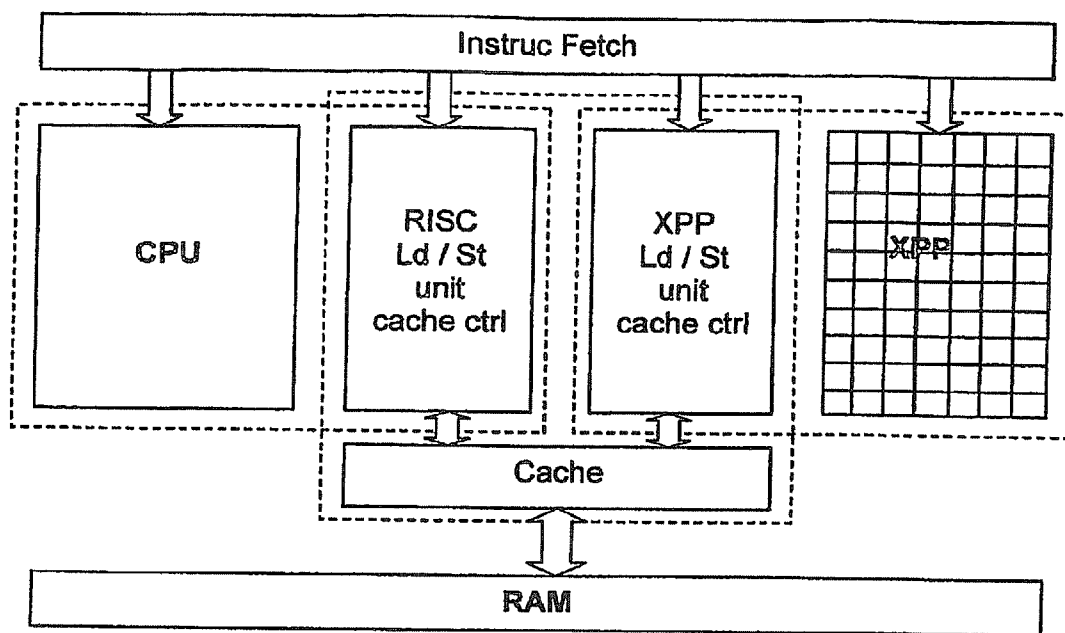 Instruc Fetch
CPU
RISC
Ld / St
unit
cache ctrl
XPP
Ld / St
unit
cache ctrl
XPP
Cache
RAM